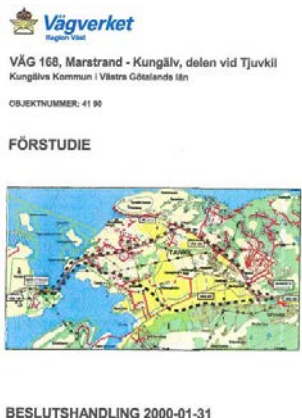 Vägverket
Region Väst
VÄG 168, Marstrand - Kungälv, delen vid Tjuvkil
Kungälvs Kommun i Västra Götalands län
OBJEKTNUMMER: 41 90
FÖRSTUDIE
BESLUTSHANDLING 2000-01-31